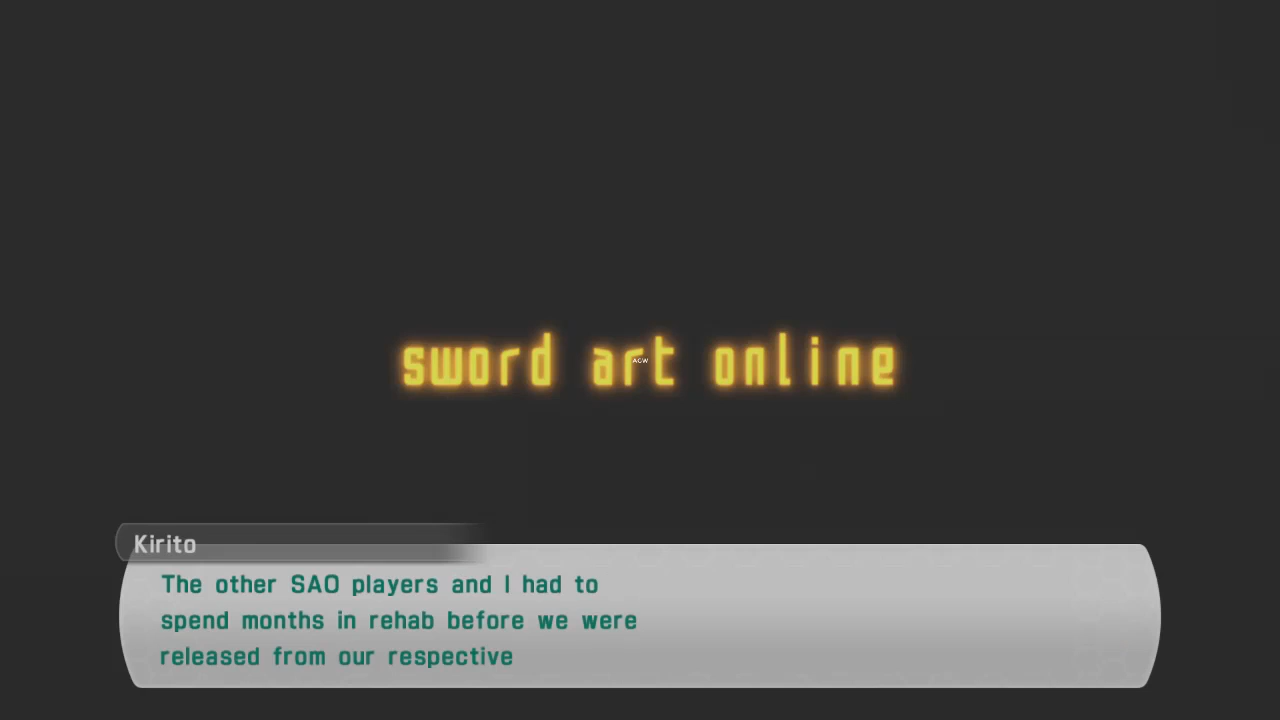 sword art online
AGW
Kirito
The other SAO players and I had to
spend months in rehab before we were
released from our respective